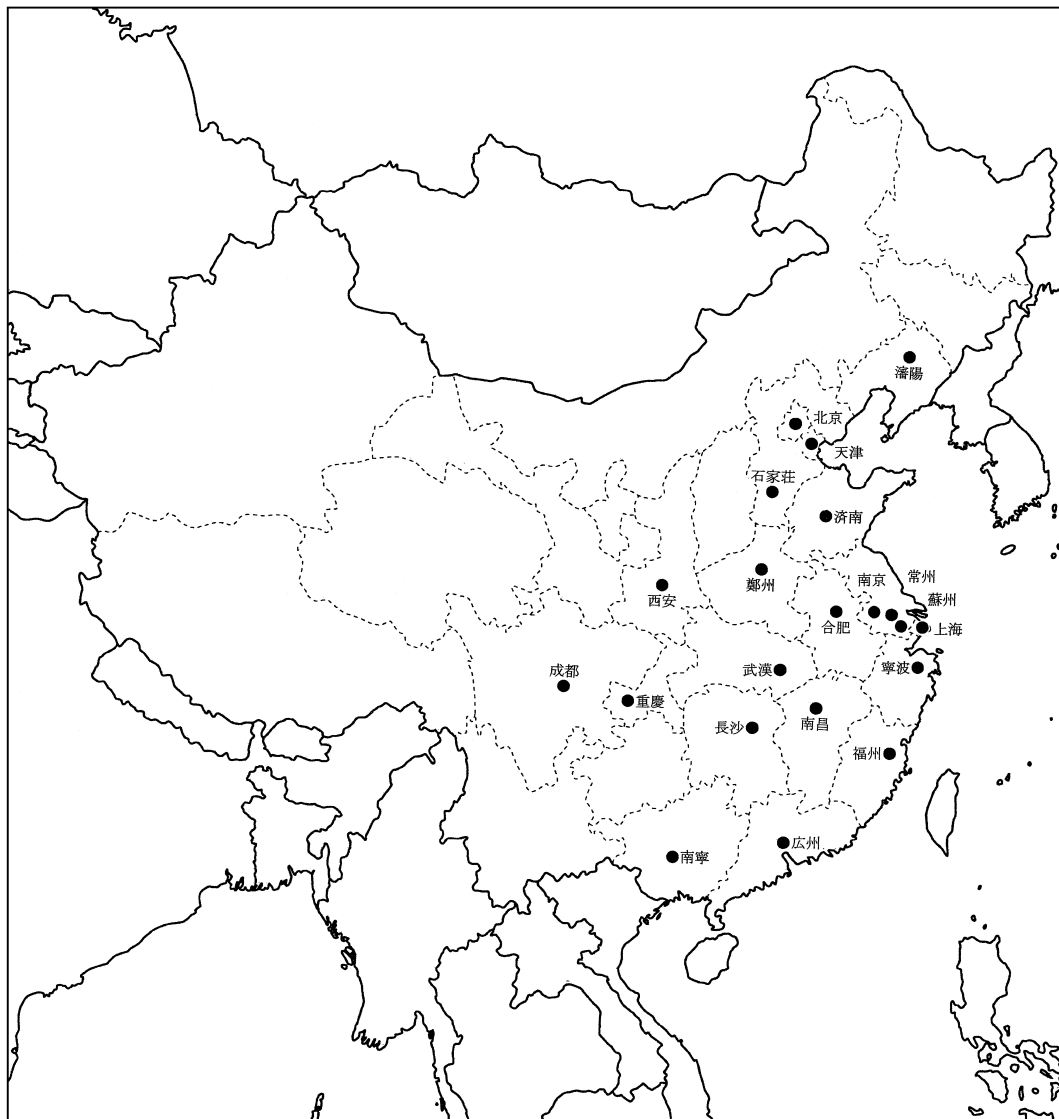 瀋陽
北京
天津
石家荘
済南
鄭州
西安
南京
常州
蘇州
合肥
上海
成都
武漢
寧波
重慶
南昌
長沙
福州
広州
南寧